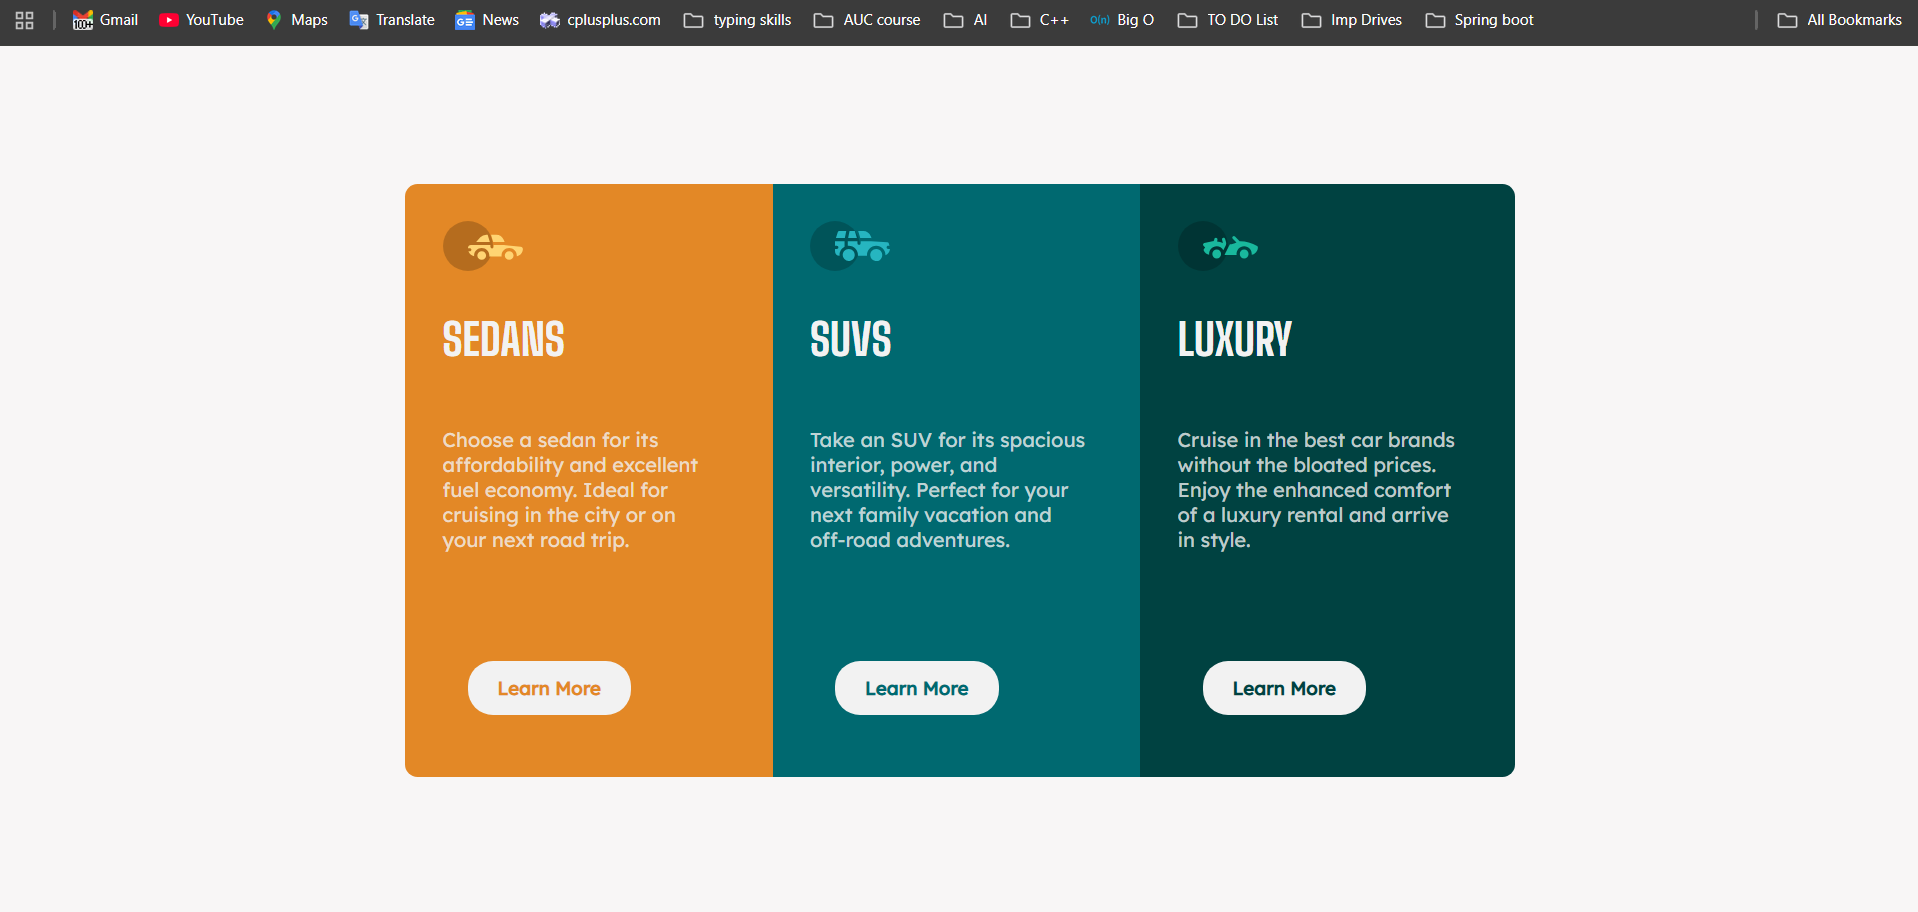 Gmail YouTube Maps Translate News cplusplus.com typing skills AUC course AI C++ O(n) Big O TO DO List Imp Drives Spring boot All Bookmarks
100+
SEDANS
Choose a sedan for its
affordability and excellent
fuel economy. Ideal for
cruising in the city or on
your next road trip.
Learn More
SUVS
Take an SUV for its spacious
interior, power, and
versatility. Perfect for your
next family vacation and
off-road adventures.
Learn More
LUXURY
Cruise in the best car brands
without the bloated prices.
Enjoy the enhanced comfort
of a luxury rental and arrive
in style.
Learn More